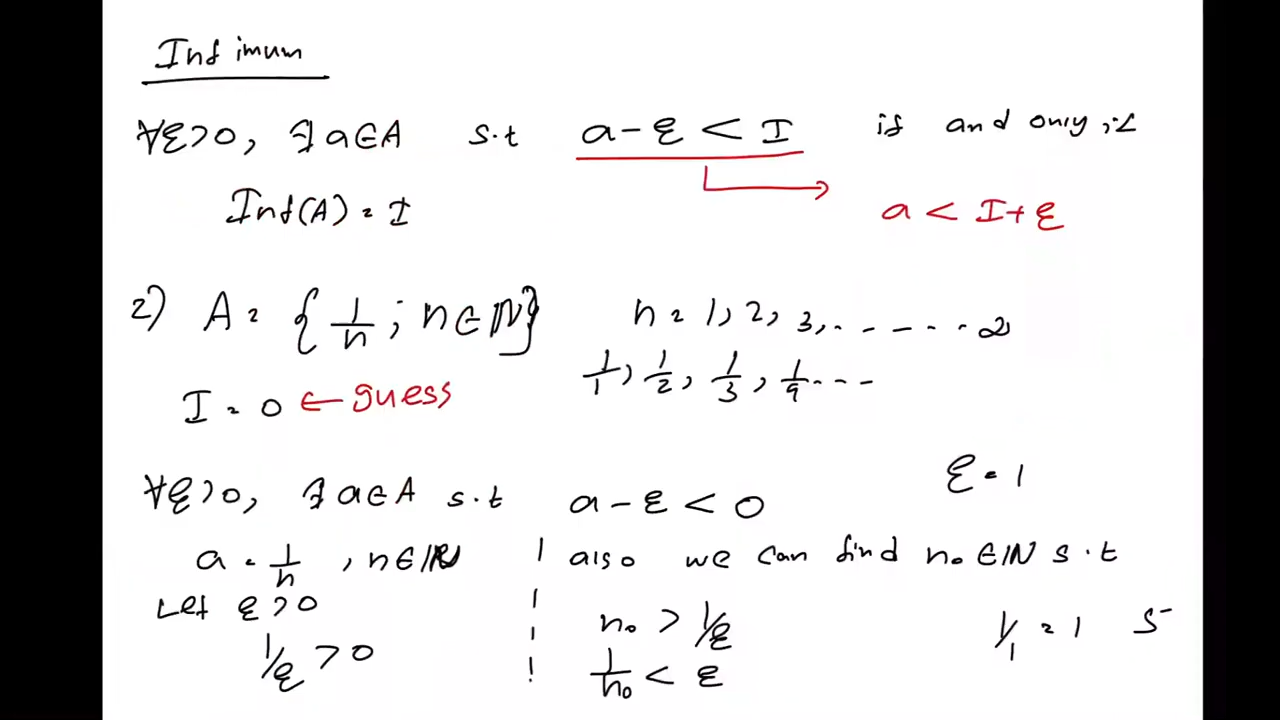 Infimum
∀ε>0, ∃a∈A s.t a-ε < I if and only if
Inf(A) = I
a < I+ε
2) A = {1/n ; n∈ℕ} n = 1, 2, 3, . . . . . . ∞
1/1, 1/2, 1/3, 1/4 . . .
I = 0 ← guess
∀ε>0, ∃a∈A s.t a-ε < 0
ε = 1
a = 1/n , n∈ℕ
also we can find n₀∈ℕ s.t
Let ε>0
n₀ > 1/ε
1/1 = 1 5
1/ε > 0
1/n₀ < ε